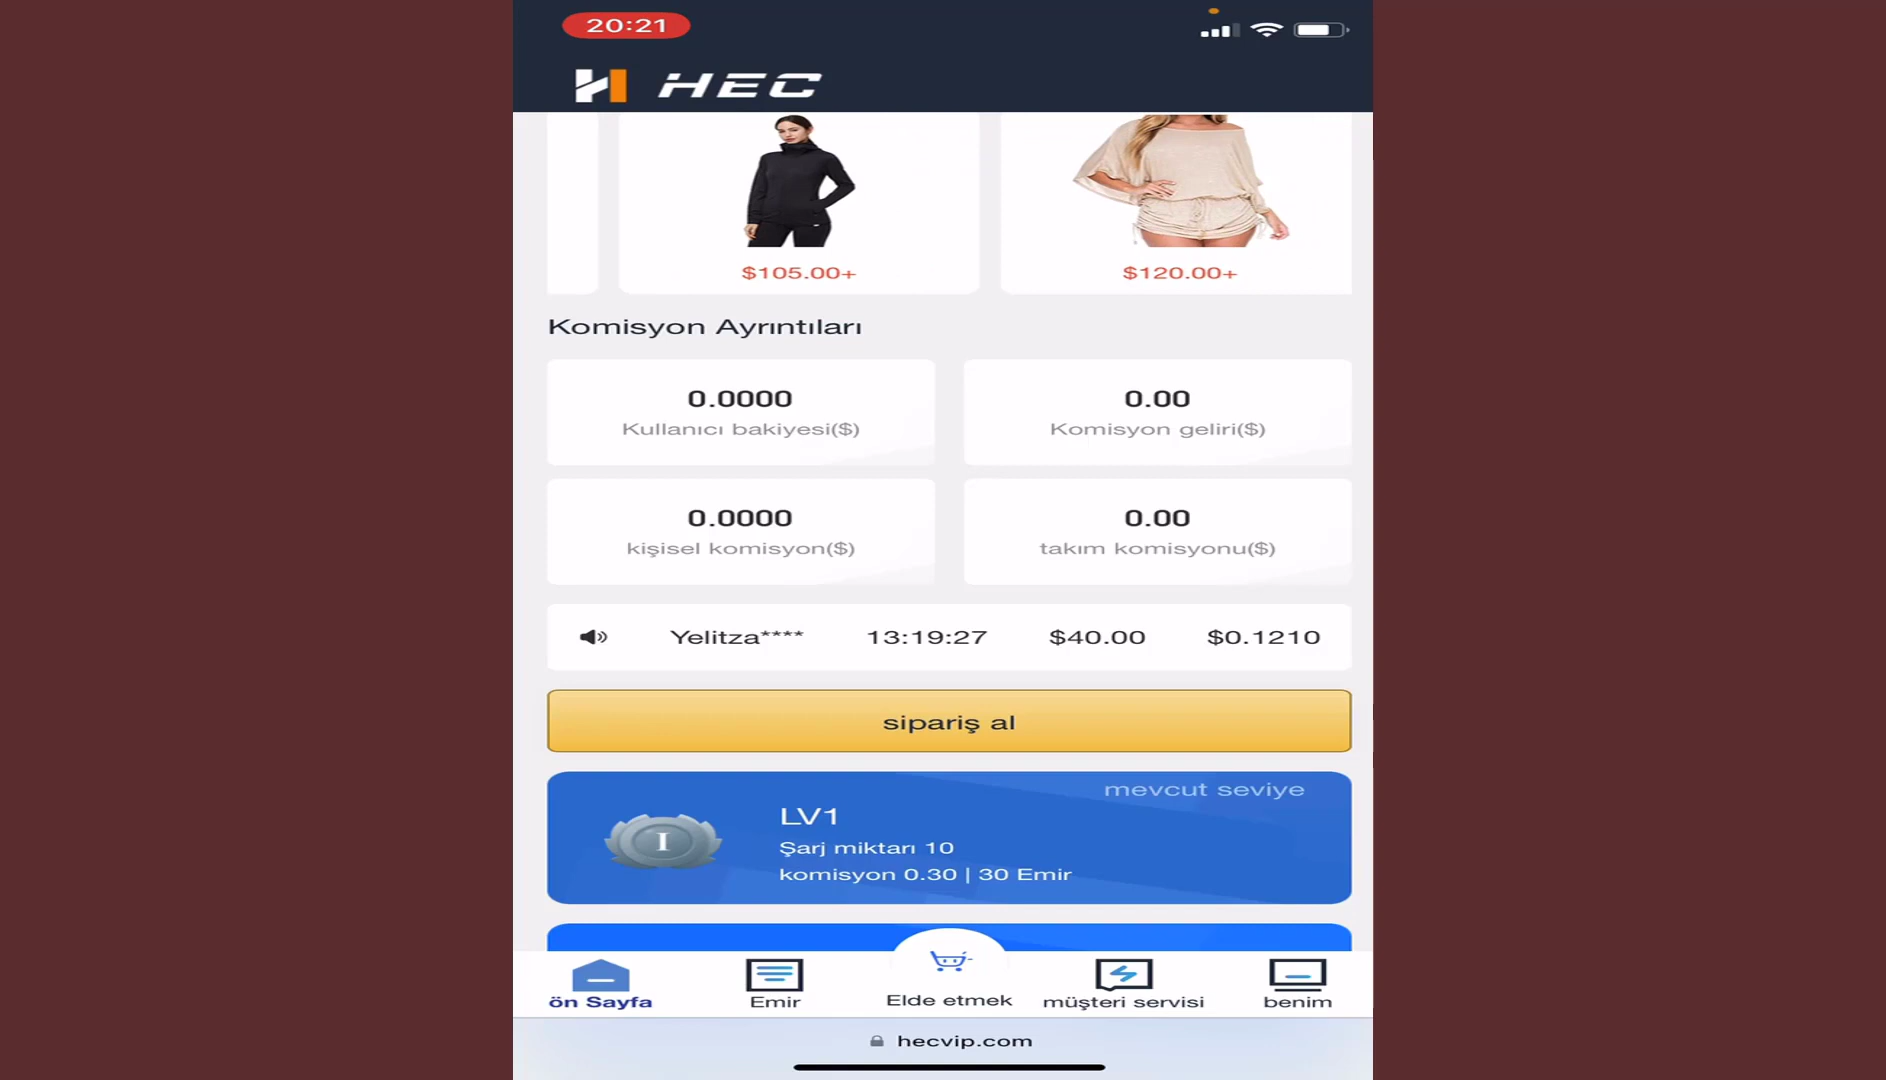 20:21
HEC
$105.00+
$120.00+
Komisyon Ayrıntıları
0.0000
Kullanıcı bakiyesi($)
0.00
Komisyon geliri($)
0.0000
kişisel komisyon($)
0.00
takım komisyonu($)
Yelitza**** 13:19:27 $40.00 $0.1210
sipariş al
mevcut seviye
I
LV1
Şarj miktarı 10
komisyon 0.30 | 30 Emir
ön Sayfa
Emir
Elde etmek
müşteri servisi
benim
hecvip.com